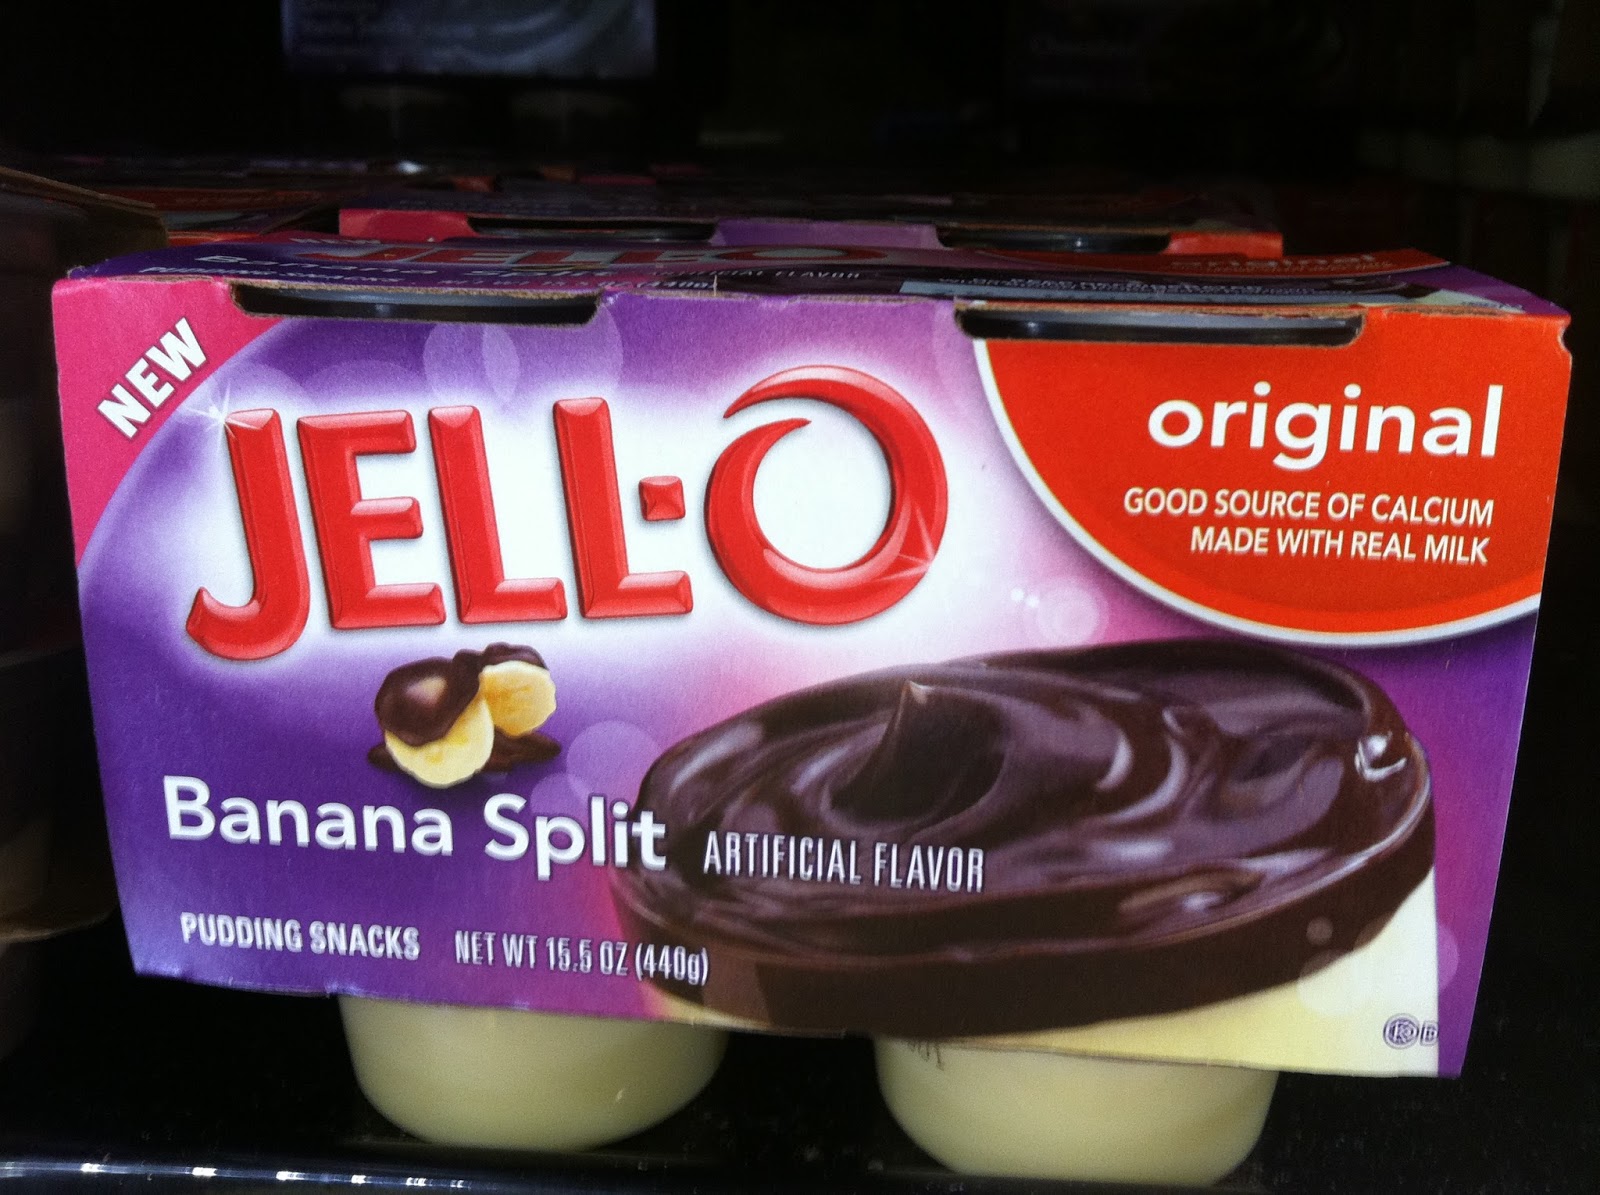 NEW
JELL-O
original
GOOD SOURCE OF CALCIUM
MADE WITH REAL MILK
Banana Split ARTIFICIAL FLAVOR
PUDDING SNACKS NET WT 15.5 OZ (440g)
K D